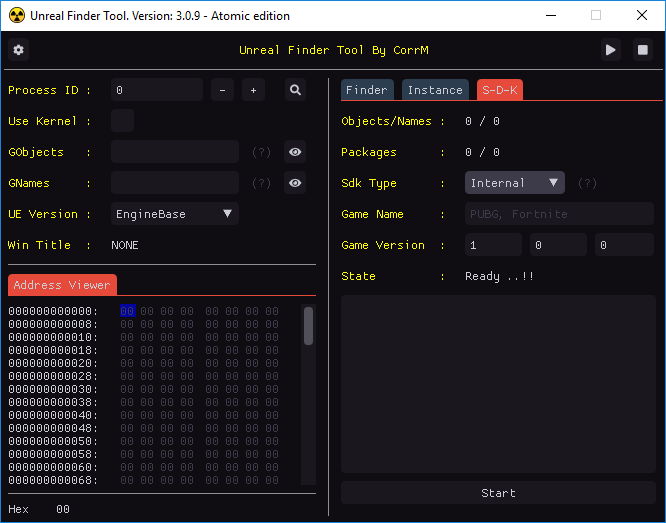 Unreal Finder Tool. Version: 3.0.9 - Atomic edition
Unreal Finder Tool By CorrM
Process ID : 0 - +
Use Kernel :
GObjects : (?)
GNames : (?)
UE Version : EngineBase
Win Title : NONE
Address Viewer
000000000000: 00 00 00 00 00 00 00 00
000000000008: 00 00 00 00 00 00 00 00
000000000010: 00 00 00 00 00 00 00 00
000000000018: 00 00 00 00 00 00 00 00
000000000020: 00 00 00 00 00 00 00 00
000000000028: 00 00 00 00 00 00 00 00
000000000030: 00 00 00 00 00 00 00 00
000000000038: 00 00 00 00 00 00 00 00
000000000040: 00 00 00 00 00 00 00 00
000000000048: 00 00 00 00 00 00 00 00
000000000050: 00 00 00 00 00 00 00 00
000000000058: 00 00 00 00 00 00 00 00
000000000060: 00 00 00 00 00 00 00 00
000000000068: 00 00 00 00 00 00 00 00
Hex 00
Finder Instance S-D-K
Objects/Names : 0 / 0
Packages : 0 / 0
Sdk Type : Internal (?)
Game Name : PUBG, Fortnite
Game Version : 1 0 0
State : Ready ..!!
Start